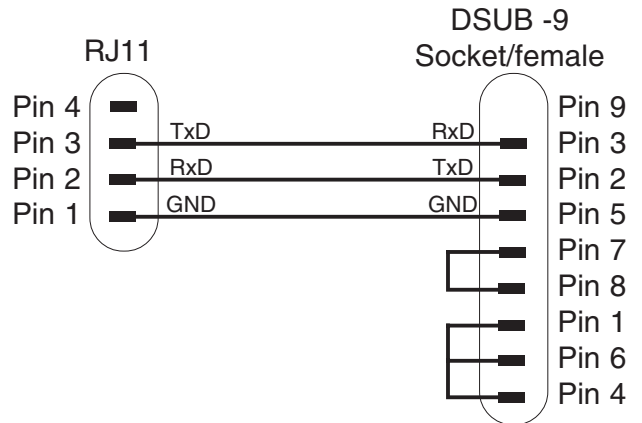 DSUB -9
RJ11 Socket/female
Pin 4 Pin 9
Pin 3 TxD RxD Pin 3
Pin 2 RxD TxD Pin 2
Pin 1 GND GND Pin 5
Pin 7
Pin 8
Pin 1
Pin 6
Pin 4